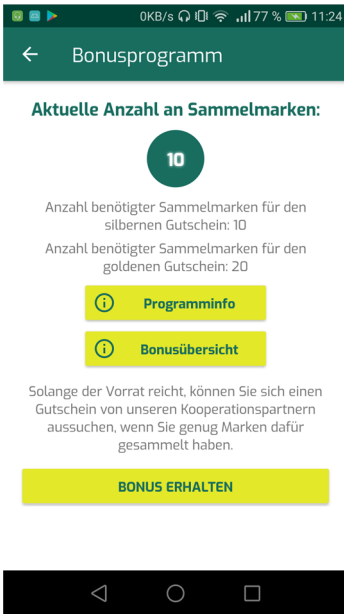 0KB/s 77 % 11:24
Bonusprogramm
Aktuelle Anzahl an Sammelmarken:
10
Anzahl benötigter Sammelmarken für den
silbernen Gutschein: 10
Anzahl benötigter Sammelmarken für den
goldenen Gutschein: 20
Programminfo
Bonusübersicht
Solange der Vorrat reicht, können Sie sich einen
Gutschein von unseren Kooperationspartnern
aussuchen, wenn Sie genug Marken dafür
gesammelt haben.
BONUS ERHALTEN